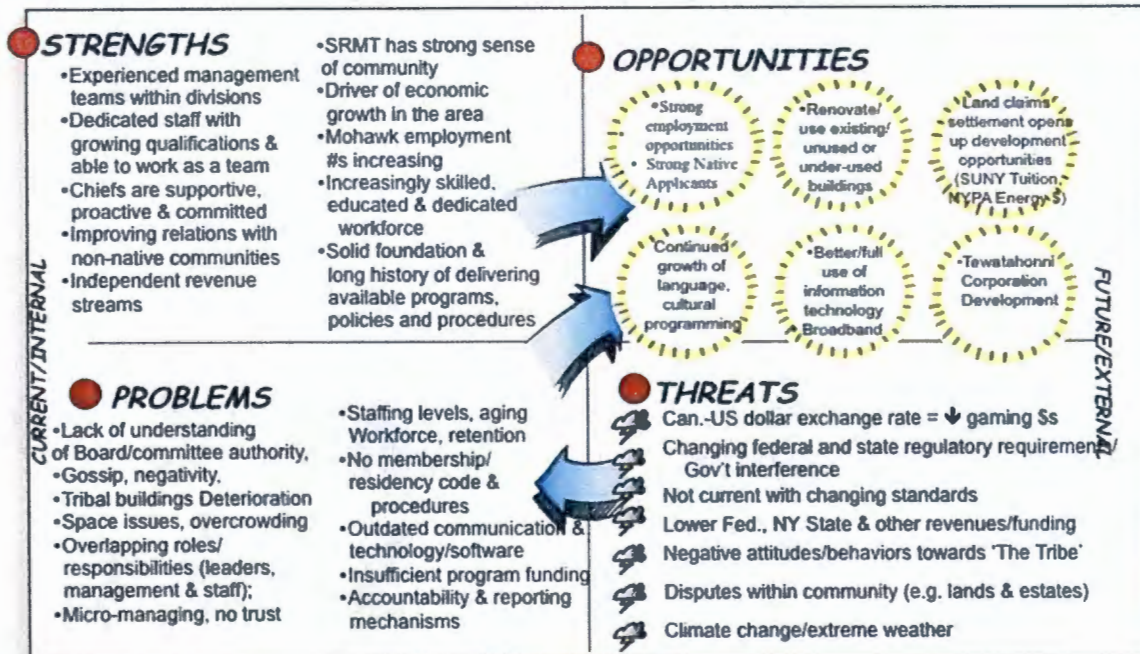 STRENGTHS
•Experienced management
teams within divisions
•Dedicated staff with
growing qualifications &
able to work as a team
•Chiefs are supportive,
proactive & committed
•Improving relations with
non-native communities
•Independent revenue
streams
•SRMT has strong sense
of community
•Driver of economic
growth in the area
•Mohawk employment
#s increasing
•Increasingly skilled,
educated & dedicated
workforce
•Solid foundation &
long history of delivering
available programs,
policies and procedures
OPPORTUNITIES
•Strong
employment
opportunities
• Strong Native
Applicants
•Renovate/
use existing/
unused or
under-used
buildings
Land claims
settlement opens
up development
opportunities
(SUNY Tuition,
NYPA Energy $)
Continued
growth of
language,
cultural
programming
•Better/full
use of
information
technology
•Broadband
•Tewatahonni
Corporation
Development
CURRENT/INTERNAL
FUTURE/EXTERNAL
PROBLEMS
•Lack of understanding
of Board/committee authority,
•Gossip, negativity,
•Tribal buildings Deterioration
•Space issues, overcrowding
•Overlapping roles/
responsibilities (leaders,
management & staff);
•Micro-managing, no trust
•Staffing levels, aging
Workforce, retention
•No membership/
residency code &
procedures
•Outdated communication &
technology/software
•Insufficient program funding
•Accountability & reporting
mechanisms
THREATS
Can.-US dollar exchange rate = ↓ gaming $s
Changing federal and state regulatory requirements/
Gov't interference
Not current with changing standards
Lower Fed., NY State & other revenues/funding
Negative attitudes/behaviors towards 'The Tribe'
Disputes within community (e.g. lands & estates)
Climate change/extreme weather